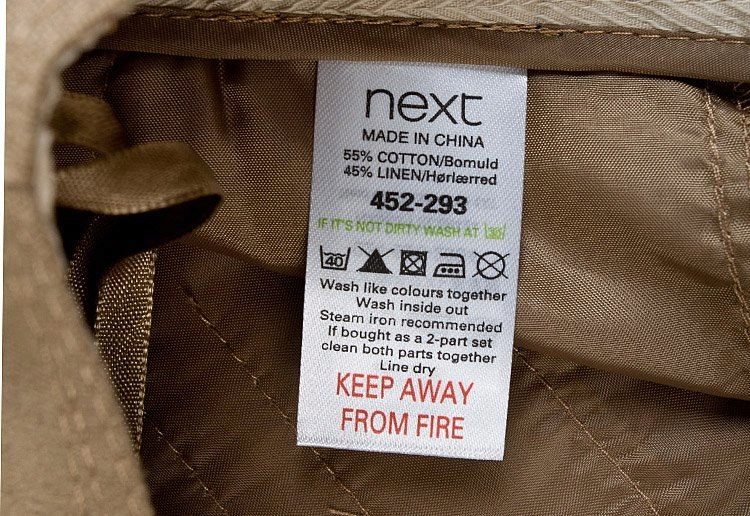 next
MADE IN CHINA
55% COTTON/Bomuld
45% LINEN/Hørlærred
452-293
IF IT'S NOT DIRTY WASH AT 30
40
Wash like colours together
Wash inside out
Steam iron recommended
If bought as a 2-part set
clean both parts together
Line dry
KEEP AWAY
FROM FIRE